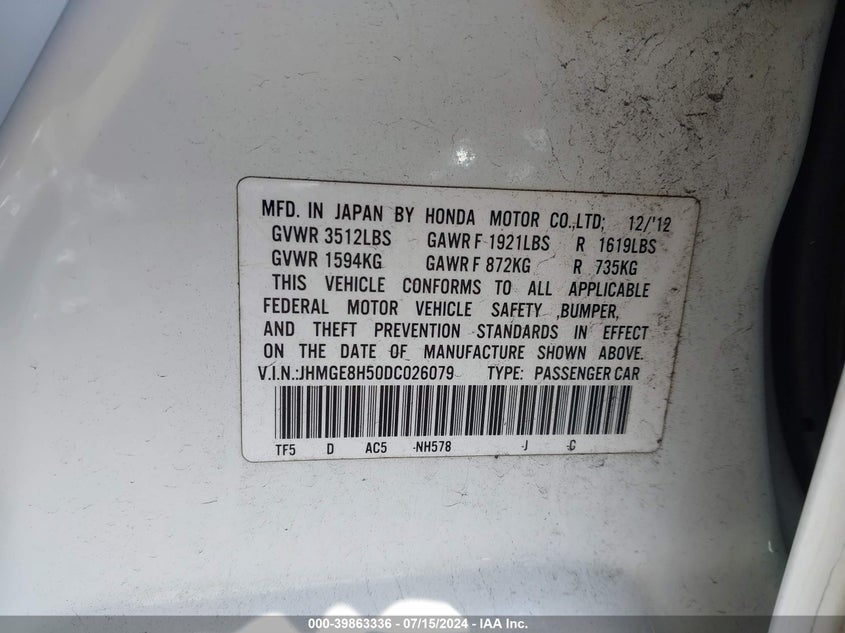 MFD. IN JAPAN BY HONDA MOTOR CO.,LTD; 12/'12
GVWR 3512LBS GAWR F 1921LBS R 1619LBS
GVWR 1594KG GAWR F 872KG R 735KG
THIS VEHICLE CONFORMS TO ALL APPLICABLE
FEDERAL MOTOR VEHICLE SAFETY ,BUMPER,
AND THEFT PREVENTION STANDARDS IN EFFECT
ON THE DATE OF MANUFACTURE SHOWN ABOVE.
V.I.N.:JHMGE8H50DC026079 TYPE: PASSENGER CAR
TF5 D AC5 -NH578 -J -C
000-39863336 - 07/15/2024 - IAA Inc.